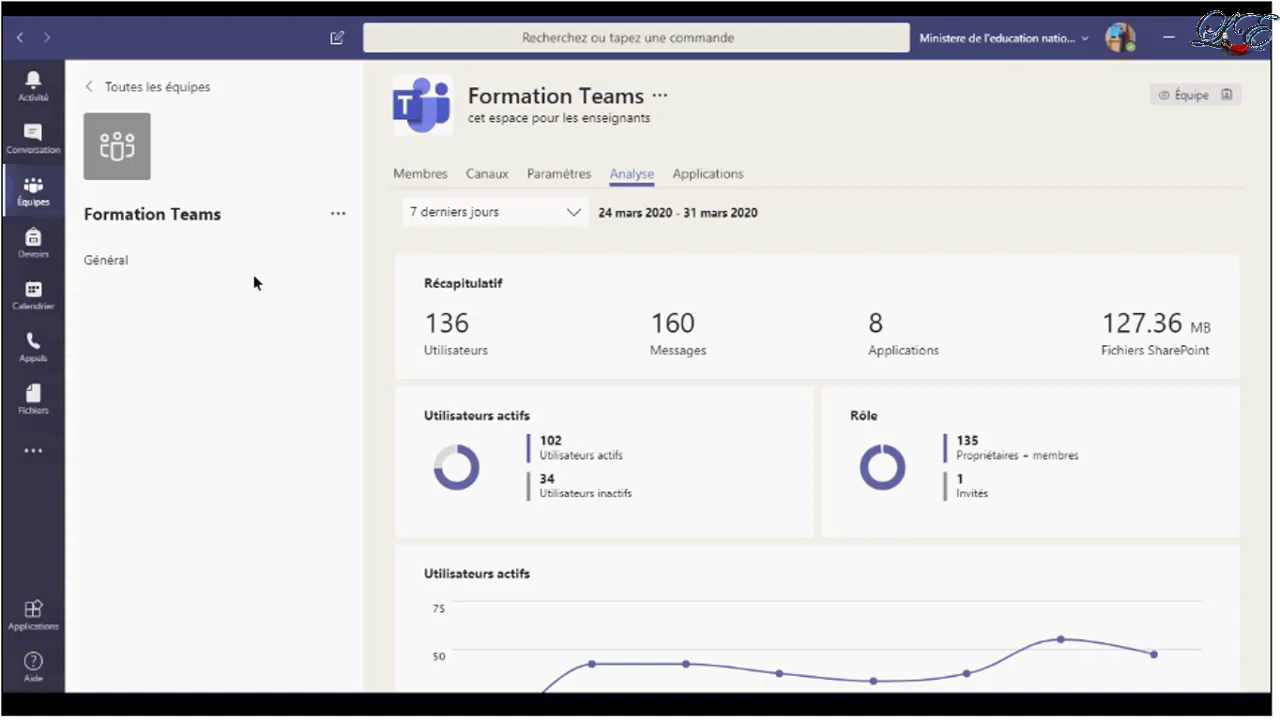 Recherchez ou tapez une commande
Ministere de l'education natio...
Activité
Conversation
Équipes
Devoirs
Calendrier
Appels
Fichiers
Applications
Aide
Toutes les équipes
Formation Teams
Général
T
Formation Teams
cet espace pour les enseignants
Équipe
Membres Canaux Paramètres Analyse Applications
7 derniers jours 24 mars 2020 - 31 mars 2020
Récapitulatif
136 160 8 127.36 MB
Utilisateurs Messages Applications Fichiers SharePoint
Utilisateurs actifs
102
Utilisateurs actifs
34
Utilisateurs inactifs
Rôle
135
Propriétaires + membres
1
Invités
Utilisateurs actifs
75
50